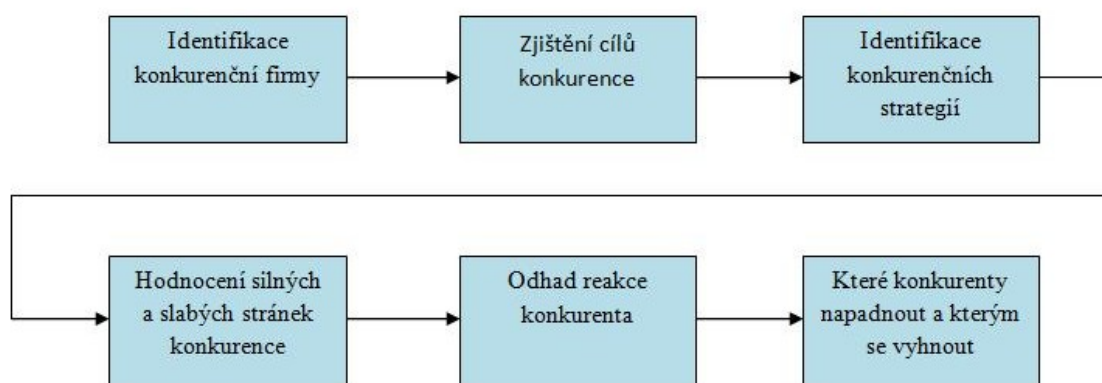 Identifikace
konkurenční firmy
Zjištění cílů
konkurence
Identifikace
konkurenčních
strategií
Hodnocení silných
a slabých stránek
konkurence
Odhad reakce
konkurenta
Které konkurenty
napadnout a kterým
se vyhnout